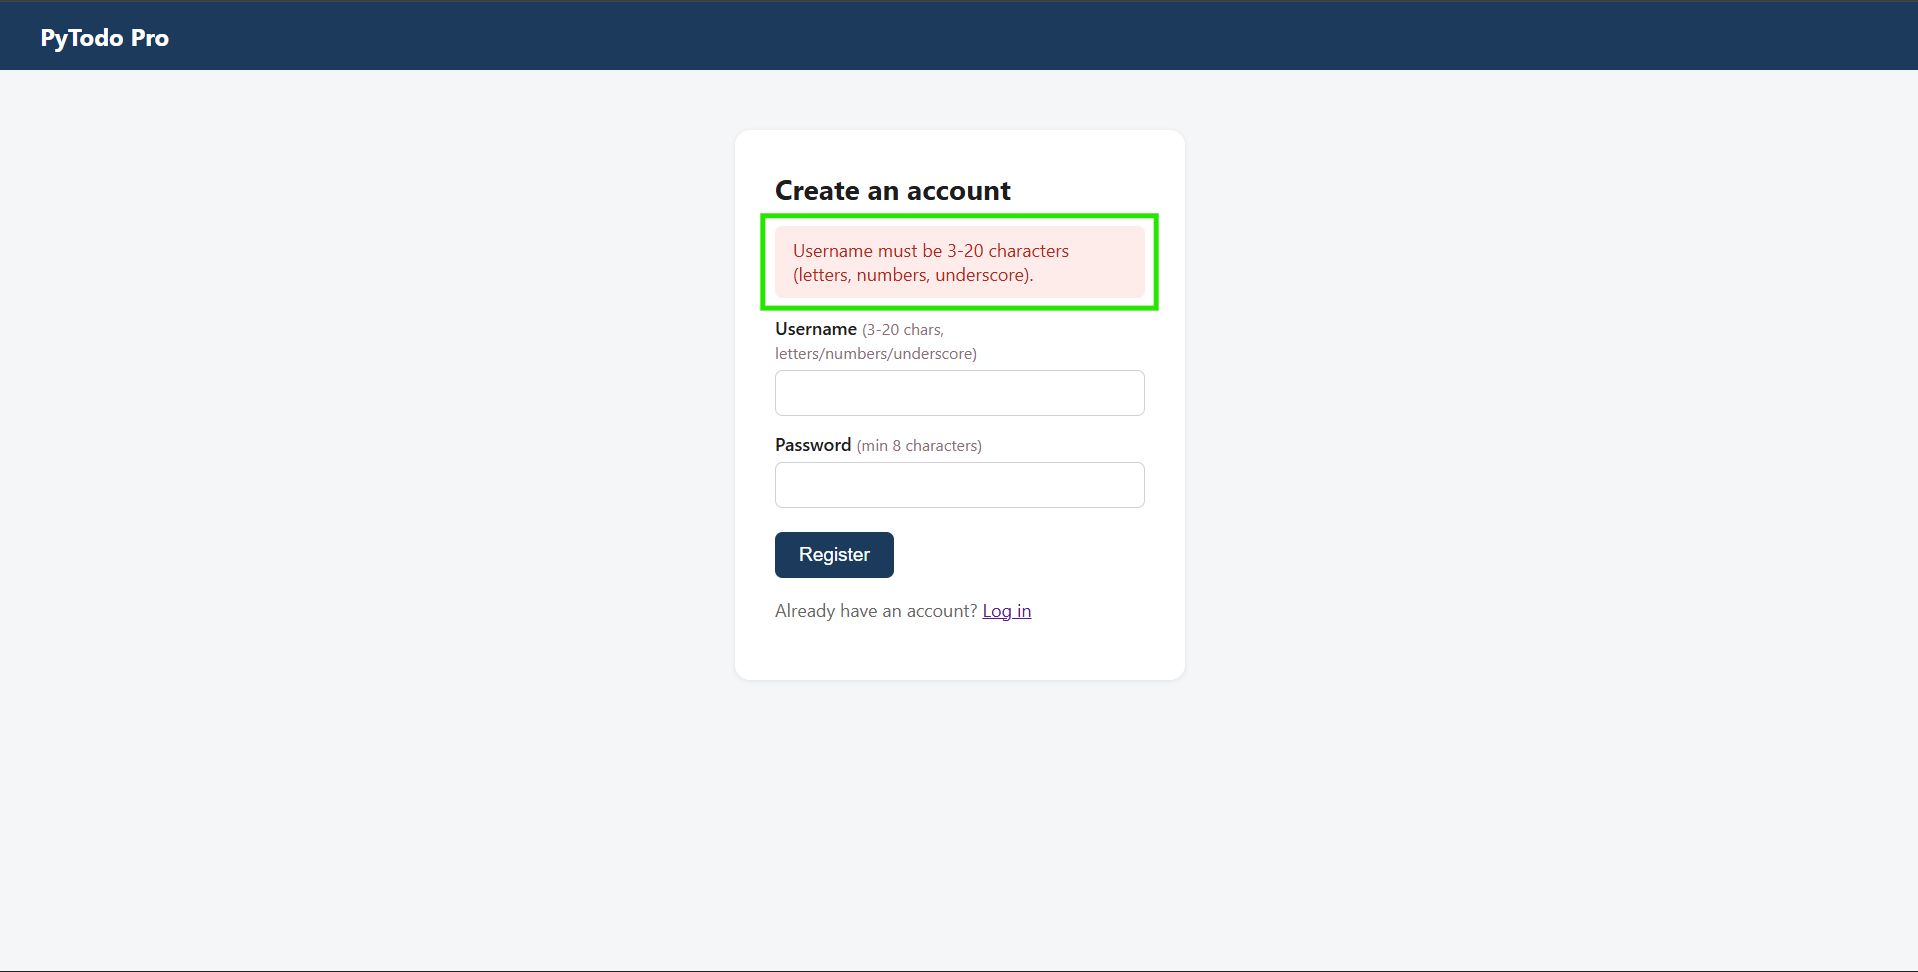 PyTodo Pro
Create an account
Username must be 3-20 characters
(letters, numbers, underscore).
Username (3-20 chars,
letters/numbers/underscore)
Password (min 8 characters)
Register
Already have an account? Log in